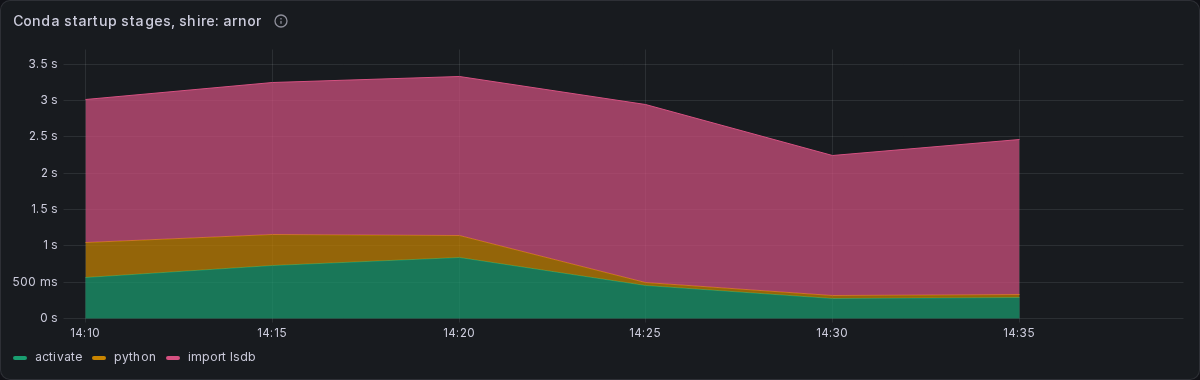 Conda startup stages, shire: arnor
3.5 s
3 s
2.5 s
2 s
1.5 s
1 s
500 ms
0 s
14:10 14:15 14:20 14:25 14:30 14:35
activate python import lsdb